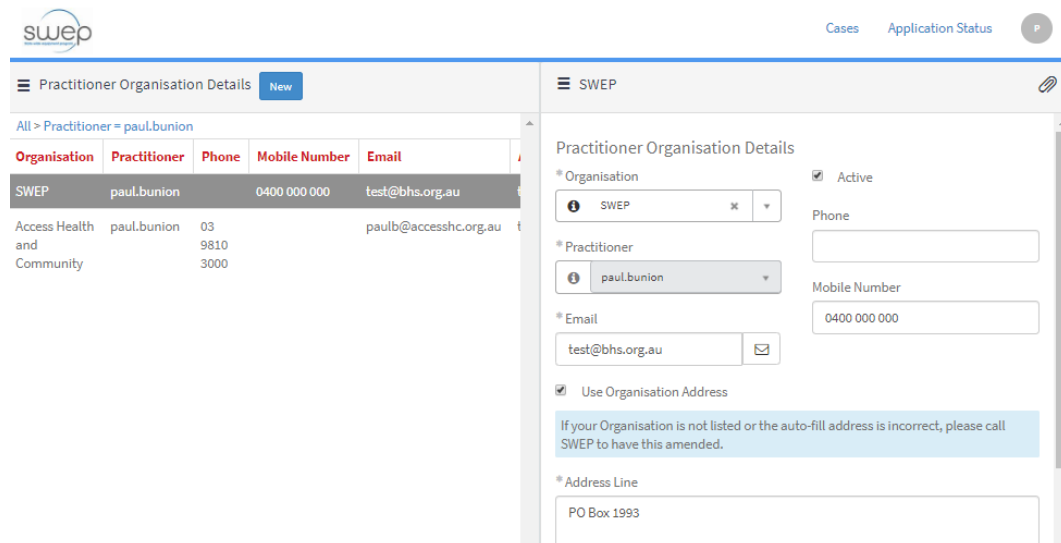 swep
Cases
Application Status
P
Practitioner Organisation Details
New
SWEP
All > Practitioner = paul.bunion
Organisation Practitioner Phone Mobile Number Email
SWEP paul.bunion 0400 000 000 test@bhs.org.au
Access Health paul.bunion 03 paulb@accesshc.org.au
and 9810
Community 3000
Practitioner Organisation Details
* Organisation
SWEP
Active
Phone
* Practitioner
paul.bunion
Mobile Number
0400 000 000
* Email
test@bhs.org.au
Use Organisation Address
If your Organisation is not listed or the auto-fill address is incorrect, please call
SWEP to have this amended.
* Address Line
PO Box 1993